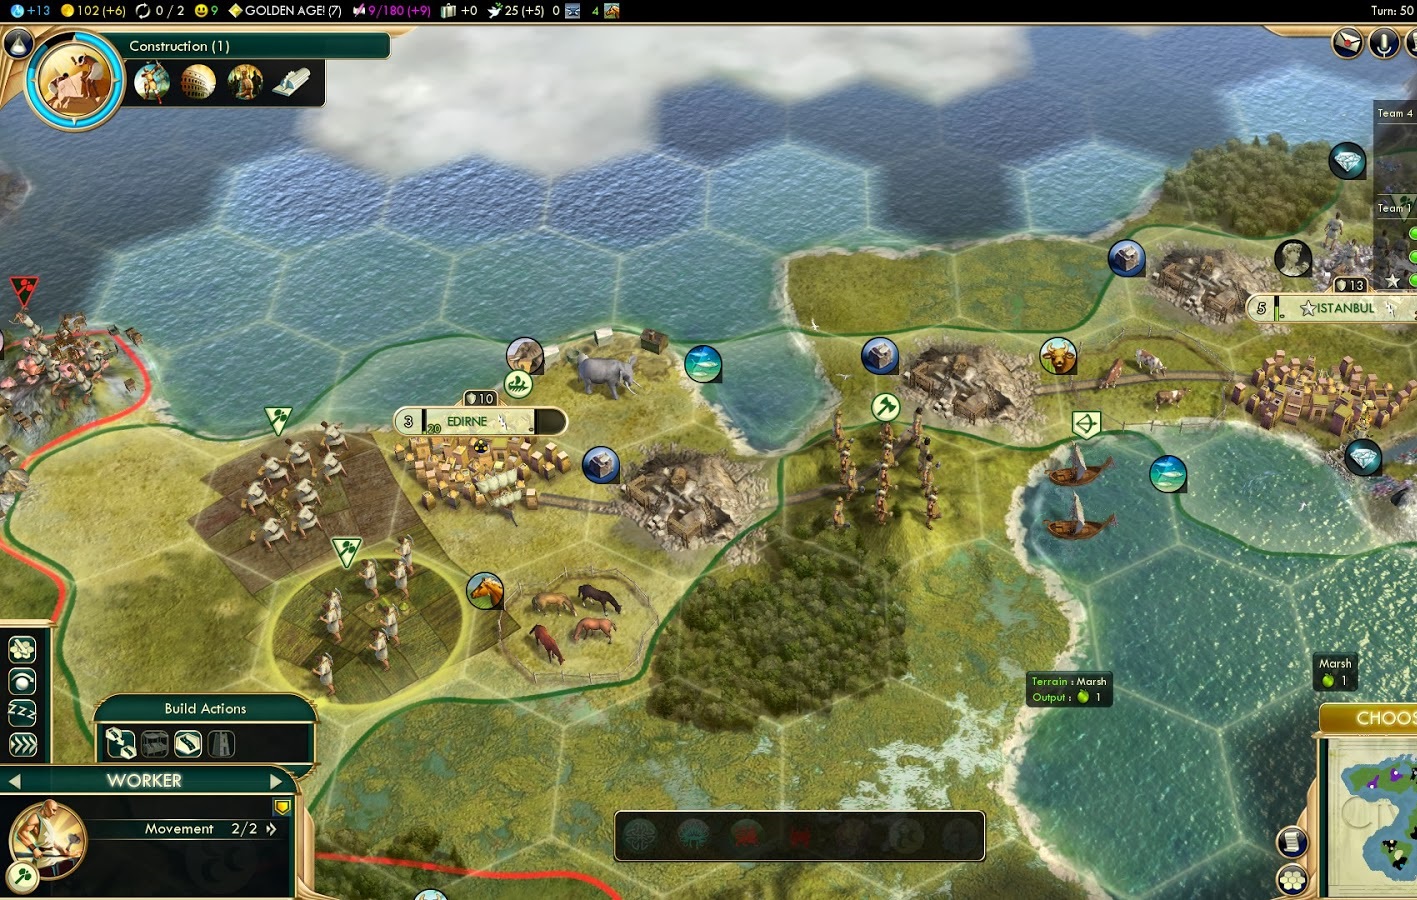 +13 102 (+6) 0 / 2 9 GOLDEN AGE! (7) 9/180 (+9) +0 25 (+5) 0 4 Turn: 50
Construction (1)
Team 4
Team 1
13
5 ISTANBUL
10
3 20 EDIRNE
Terrain : Marsh
Output : 1
Marsh
1
Build Actions
WORKER
Movement 2/2
CHOOS